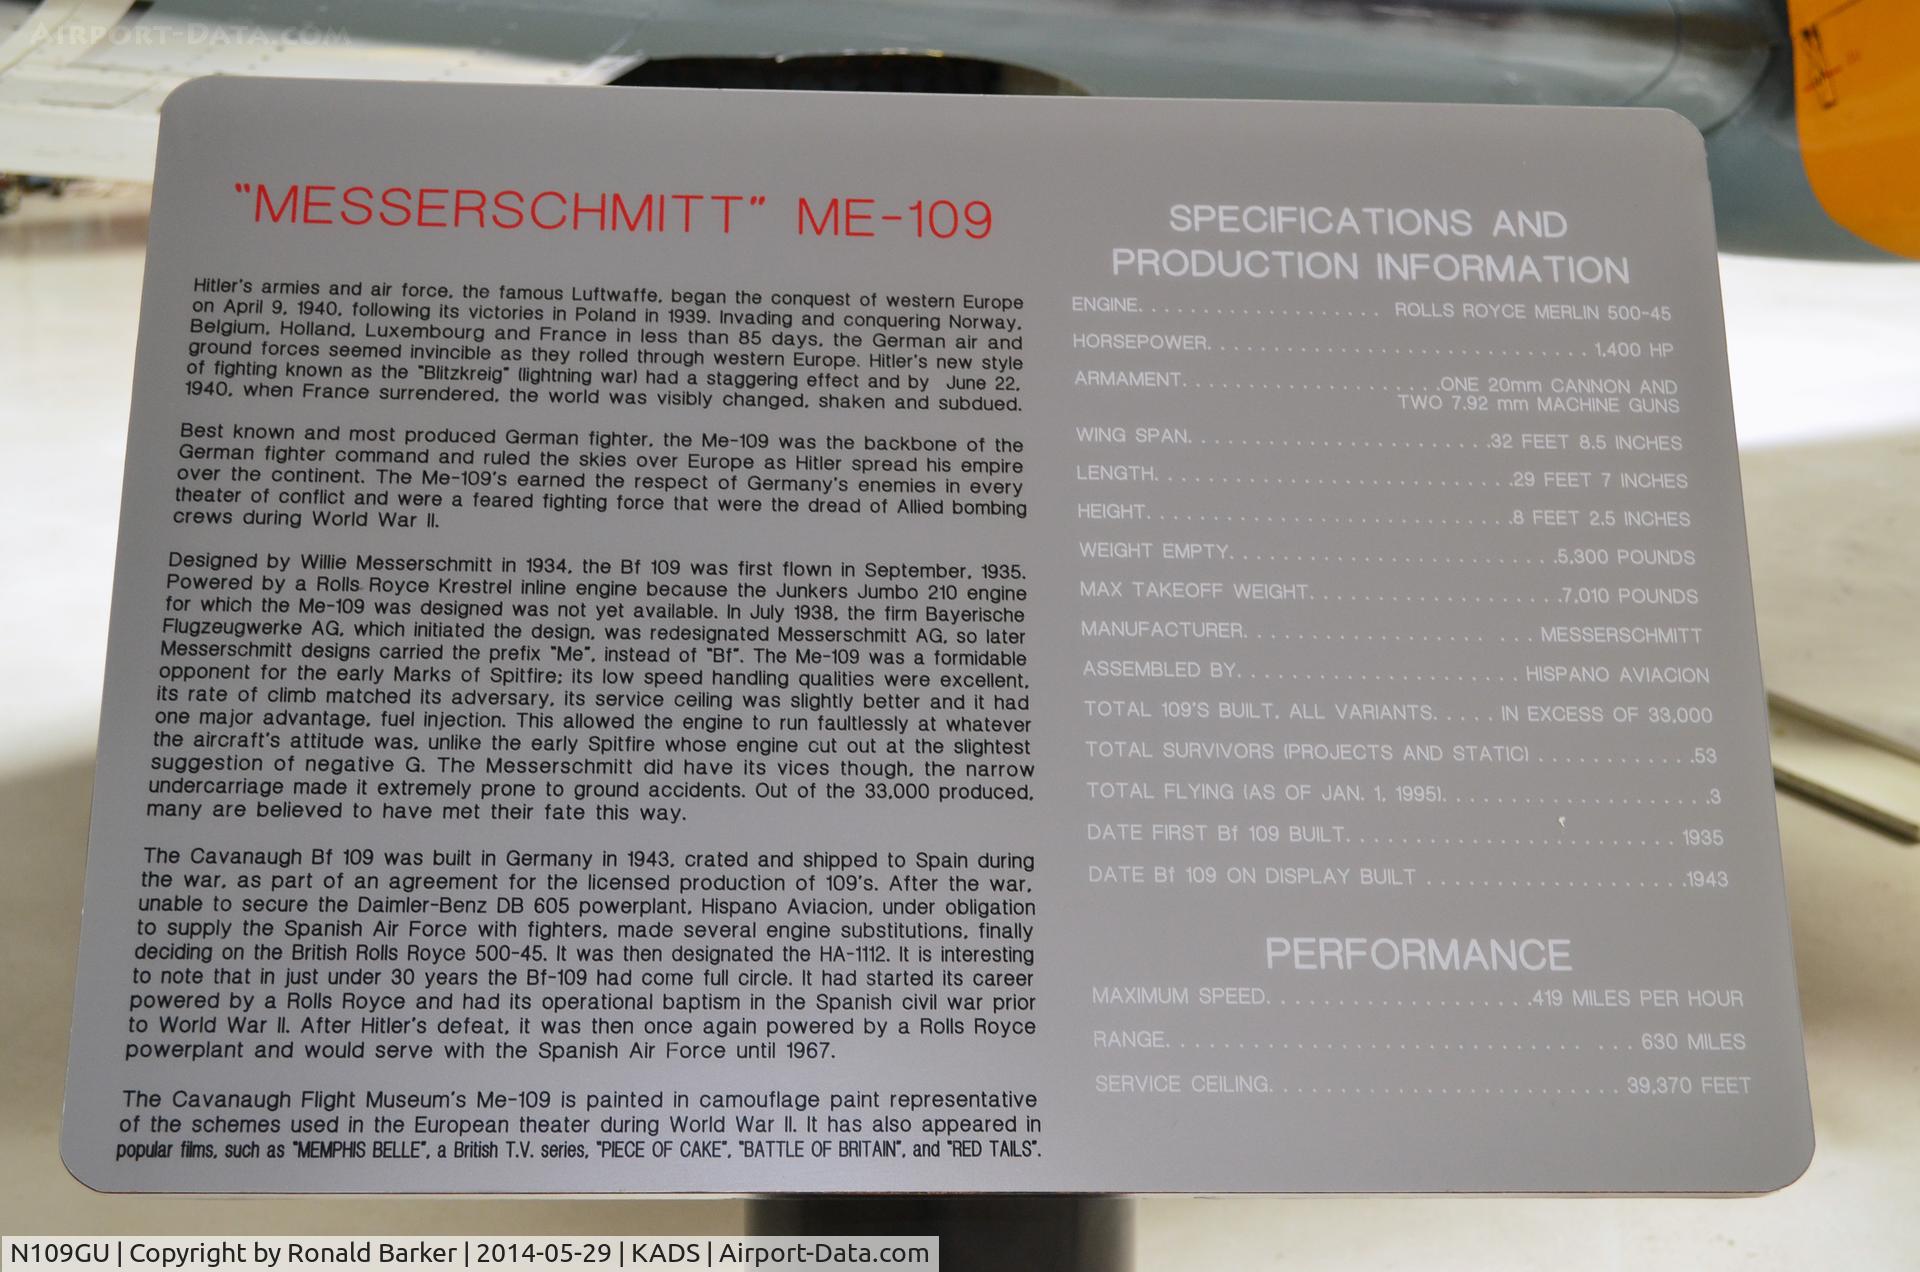 AIRPORT-DATA.COM
"MESSERSCHMITT" ME-109
Hitler's armies and air force, the famous Luftwaffe, began the conquest of western Europe
on April 9, 1940, following its victories in Poland in 1939. Invading and conquering Norway,
Belgium, Holland, Luxembourg and France in less than 85 days, the German air and
ground forces seemed invincible as they rolled through western Europe. Hitler's new style
of fighting known as the "Blitzkreig" (lightning war) had a staggering effect and by June 22,
1940, when France surrendered, the world was visibly changed, shaken and subdued.
Best known and most produced German fighter, the Me-109 was the backbone of the
German fighter command and ruled the skies over Europe as Hitler spread his empire
over the continent. The Me-109's earned the respect of Germany's enemies in every
theater of conflict and were a feared fighting force that were the dread of Allied bombing
crews during World War II.
Designed by Willie Messerschmitt in 1934, the Bf 109 was first flown in September, 1935.
Powered by a Rolls Royce Krestrel inline engine because the Junkers Jumbo 210 engine
for which the Me-109 was designed was not yet available. In July 1938, the firm Bayerische
Flugzeugwerke AG, which initiated the design, was redesignated Messerschmitt AG, so later
Messerschmitt designs carried the prefix "Me", instead of "Bf". The Me-109 was a formidable
opponent for the early Marks of Spitfire; its low speed handling qualities were excellent,
its rate of climb matched its adversary, its service ceiling was slightly better and it had
one major advantage, fuel injection. This allowed the engine to run faultlessly at whatever
the aircraft's attitude was, unlike the early Spitfire whose engine cut out at the slightest
suggestion of negative G. The Messerschmitt did have its vices though, the narrow
undercarriage made it extremely prone to ground accidents. Out of the 33,000 produced,
many are believed to have met their fate this way.
The Cavanaugh Bf 109 was built in Germany in 1943, crated and shipped to Spain during
the war, as part of an agreement for the licensed production of 109's. After the war,
unable to secure the Daimler-Benz DB 605 powerplant, Hispano Aviacion, under obligation
to supply the Spanish Air Force with fighters, made several engine substitutions, finally
deciding on the British Rolls Royce 500-45. It was then designated the HA-1112. It is interesting
to note that in just under 30 years the Bf-109 had come full circle. It had started its career
powered by a Rolls Royce and had its operational baptism in the Spanish civil war prior
to World War II. After Hitler's defeat, it was then once again powered by a Rolls Royce
powerplant and would serve with the Spanish Air Force until 1967.
The Cavanaugh Flight Museum's Me-109 is painted in camouflage paint representative
of the schemes used in the European theater during World War II. It has also appeared in
popular films, such as "MEMPHIS BELLE", a British T.V. series, "PIECE OF CAKE", "BATTLE OF BRITAIN", and "RED TAILS".
SPECIFICATIONS AND
PRODUCTION INFORMATION
ENGINE. . . . . . . . . . . . . . . . . . . ROLLS ROYCE MERLIN 500-45
HORSEPOWER. . . . . . . . . . . . . . . . . . . . . . . . . . . . . 1,400 HP
ARMAMENT. . . . . . . . . . . . . . . . . . . .ONE 20mm CANNON AND
TWO 7.92 mm MACHINE GUNS
WING SPAN. . . . . . . . . . . . . . . . . . . . . . .32 FEET 8.5 INCHES
LENGTH. . . . . . . . . . . . . . . . . . . . . . . . . . .29 FEET 7 INCHES
HEIGHT. . . . . . . . . . . . . . . . . . . . . . . . . . . .8 FEET 2.5 INCHES
WEIGHT EMPTY. . . . . . . . . . . . . . . . . . . . . . . . .5,300 POUNDS
MAX TAKEOFF WEIGHT. . . . . . . . . . . . . . . . . . .7,010 POUNDS
MANUFACTURER. . . . . . . . . . . . . . . . . . . . . . . MESSERSCHMITT
ASSEMBLED BY. . . . . . . . . . . . . . . . . . . . . . HISPANO AVIACION
TOTAL 109'S BUILT, ALL VARIANTS. . . . . IN EXCESS OF 33,000
TOTAL SURVIVORS (PROJECTS AND STATIC) . . . . . . . . . . . .53
TOTAL FLYING (AS OF JAN. 1, 1995). . . . . . . . . . . . . . . . . . . . .3
DATE FIRST Bf 109 BUILT. . . . . . . . . . . . . . . . . . . . . . . . . 1935
DATE Bf 109 ON DISPLAY BUILT . . . . . . . . . . . . . . . . . . . .1943
PERFORMANCE
MAXIMUM SPEED. . . . . . . . . . . . . . . . . . . .419 MILES PER HOUR
RANGE. . . . . . . . . . . . . . . . . . . . . . . . . . . . . . . . . . 630 MILES
SERVICE CEILING. . . . . . . . . . . . . . . . . . . . . . . . . . 39,370 FEET
N109GU | Copyright by Ronald Barker | 2014-05-29 | KADS | Airport-Data.com